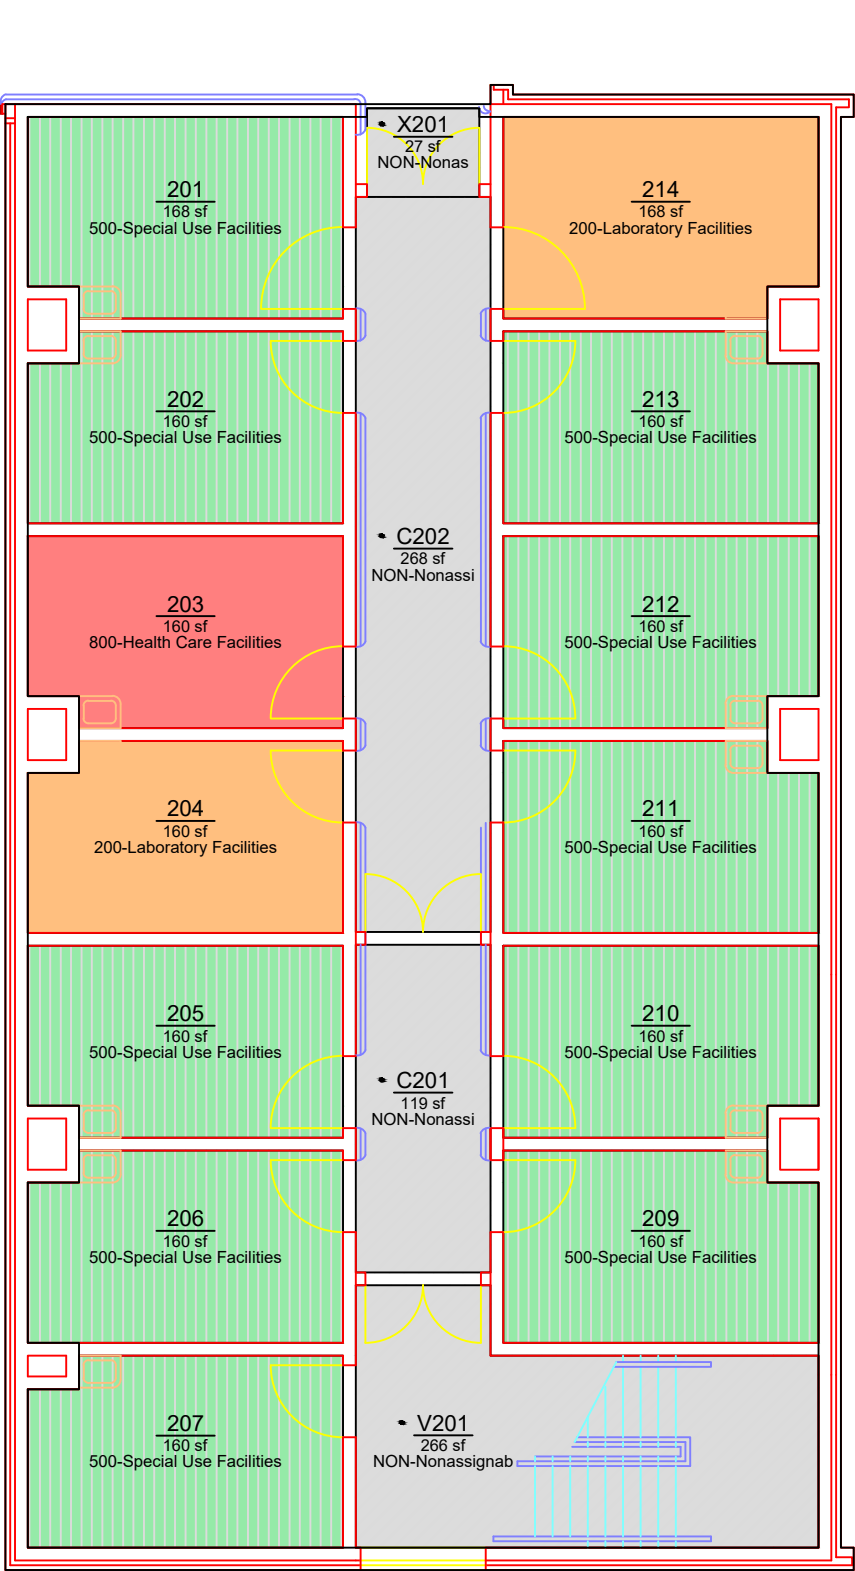 X201
27 sf
NON-Nonas
201
168 sf
500-Special Use Facilities
214
168 sf
200-Laboratory Facilities
202
160 sf
500-Special Use Facilities
213
160 sf
500-Special Use Facilities
C202
268 sf
NON-Nonassi
203
160 sf
800-Health Care Facilities
212
160 sf
500-Special Use Facilities
204
160 sf
200-Laboratory Facilities
211
160 sf
500-Special Use Facilities
205
160 sf
500-Special Use Facilities
210
160 sf
500-Special Use Facilities
C201
119 sf
NON-Nonassi
206
160 sf
500-Special Use Facilities
209
160 sf
500-Special Use Facilities
207
160 sf
500-Special Use Facilities
V201
266 sf
NON-Nonassignab